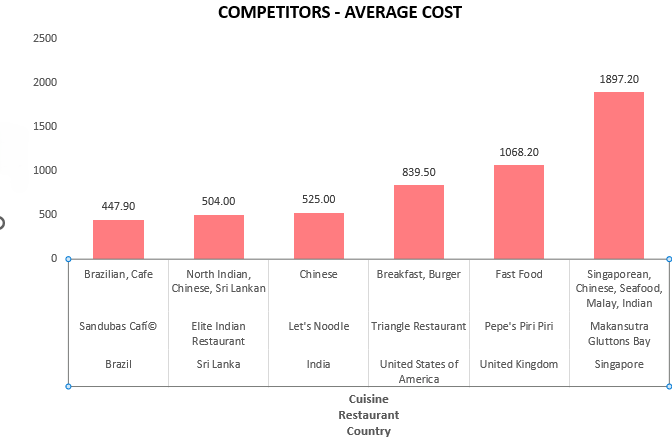 COMPETITORS - AVERAGE COST
2500
2000
1500
1000
500
0
447.90
504.00
525.00
839.50
1068.20
1897.20
Brazilian, Cafe
North Indian,
Chinese, Sri Lankan
Chinese
Breakfast, Burger
Fast Food
Singaporean,
Chinese, Seafood,
Malay, Indian
Sandubas Cafí©
Elite Indian
Restaurant
Let's Noodle
Triangle Restaurant
Pepe's Piri Piri
Makansutra
Gluttons Bay
Brazil
Sri Lanka
India
United States of
America
United Kingdom
Singapore
Cuisine
Restaurant
Country